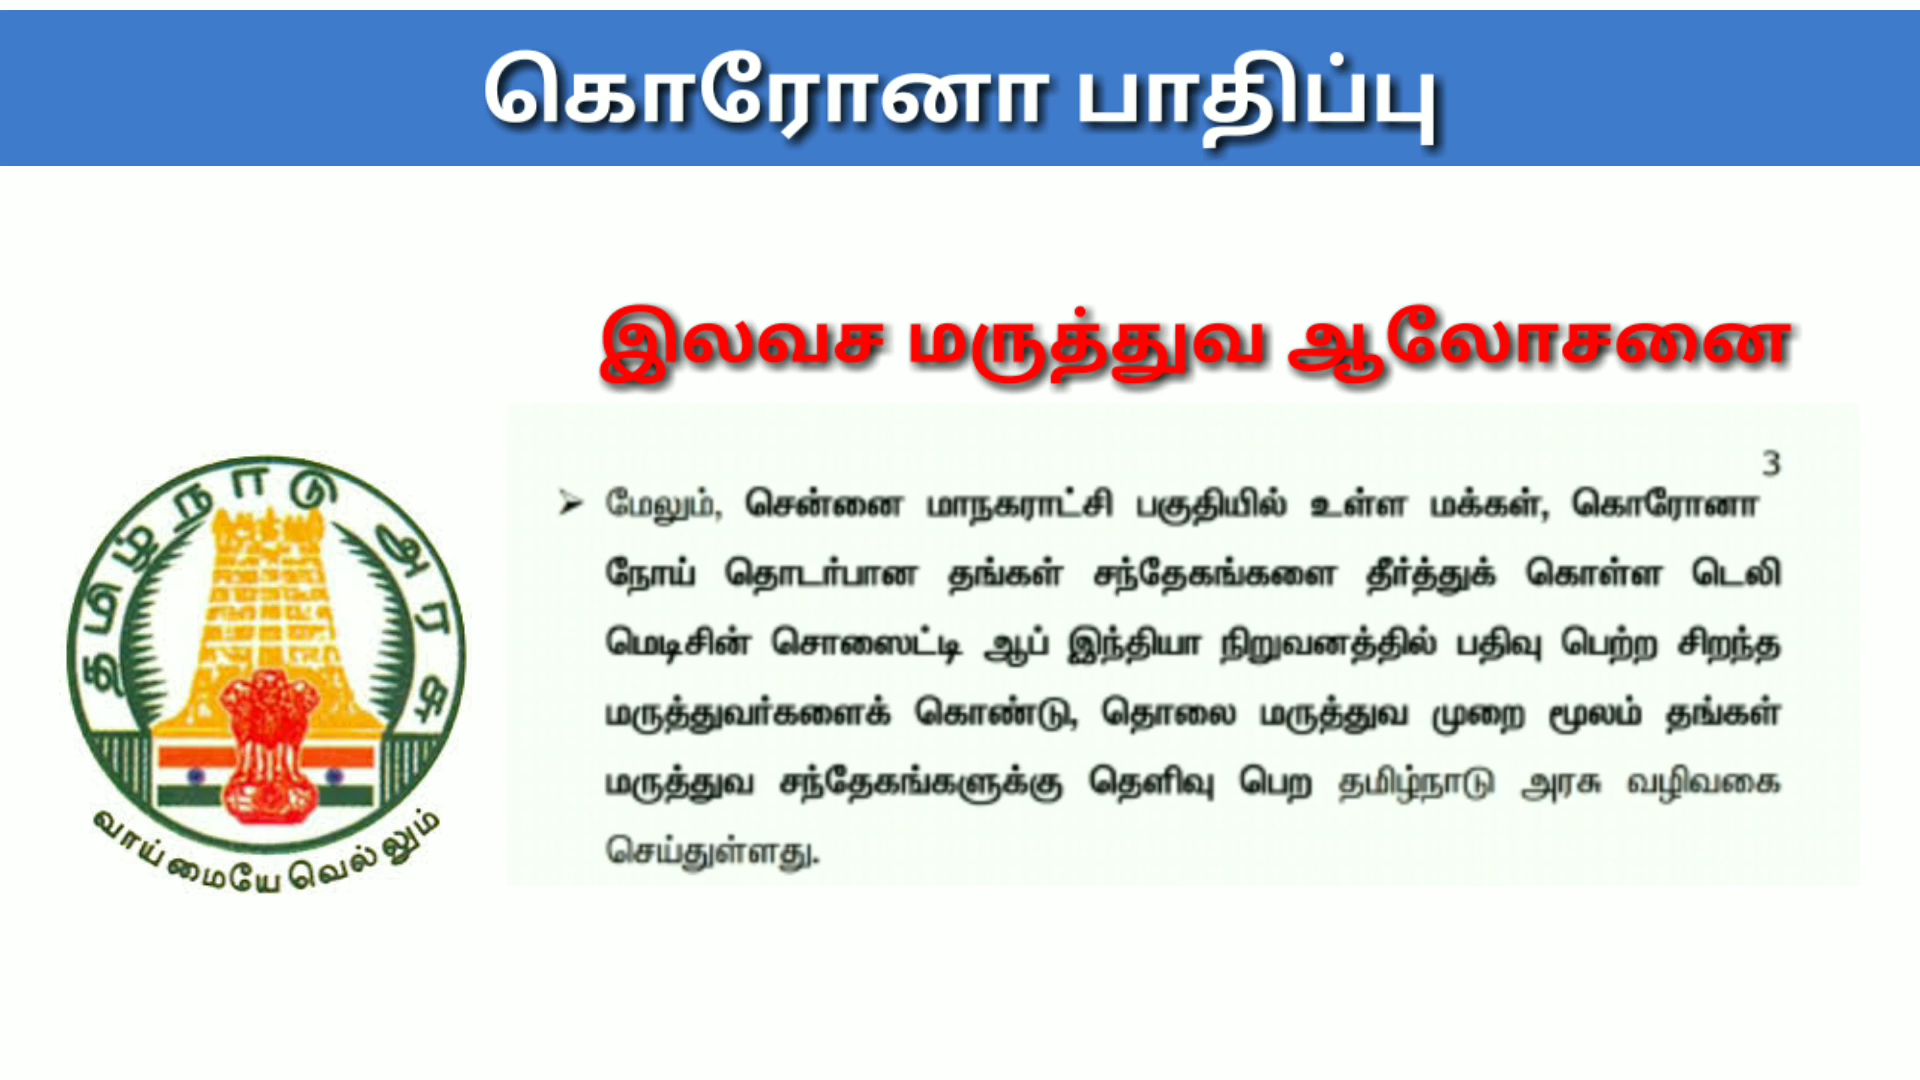 கொரோனா பாதிப்பு
இலவச மருத்துவ ஆலோசனை
3
➢ மேலும், சென்னை மாநகராட்சி பகுதியில் உள்ள மக்கள், கொரோனா
நோய் தொடர்பான தங்கள் சந்தேகங்களை தீர்த்துக் கொள்ள டெலி
மெடிசின் சொஸைட்டி ஆப் இந்தியா நிறுவனத்தில் பதிவு பெற்ற சிறந்த
மருத்துவர்களைக் கொண்டு, தொலை மருத்துவ முறை மூலம் தங்கள்
மருத்துவ சந்தேகங்களுக்கு தெளிவு பெற தமிழ்நாடு அரசு வழிவகை
செய்துள்ளது.
தமிழ்நாடு அரசு
வாய்மையே வெல்லும்